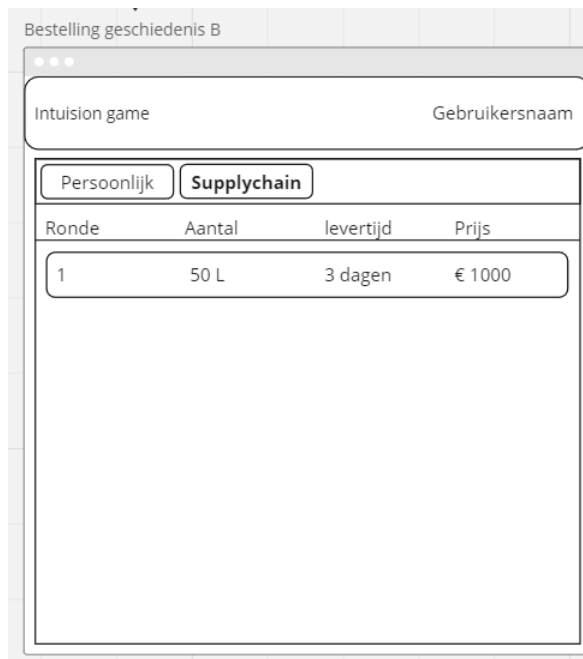 Bestelling geschiedenis B
Intuision game Gebruikersnaam
Persoonlijk Supplychain
Ronde Aantal levertijd Prijs
1 50 L 3 dagen € 1000